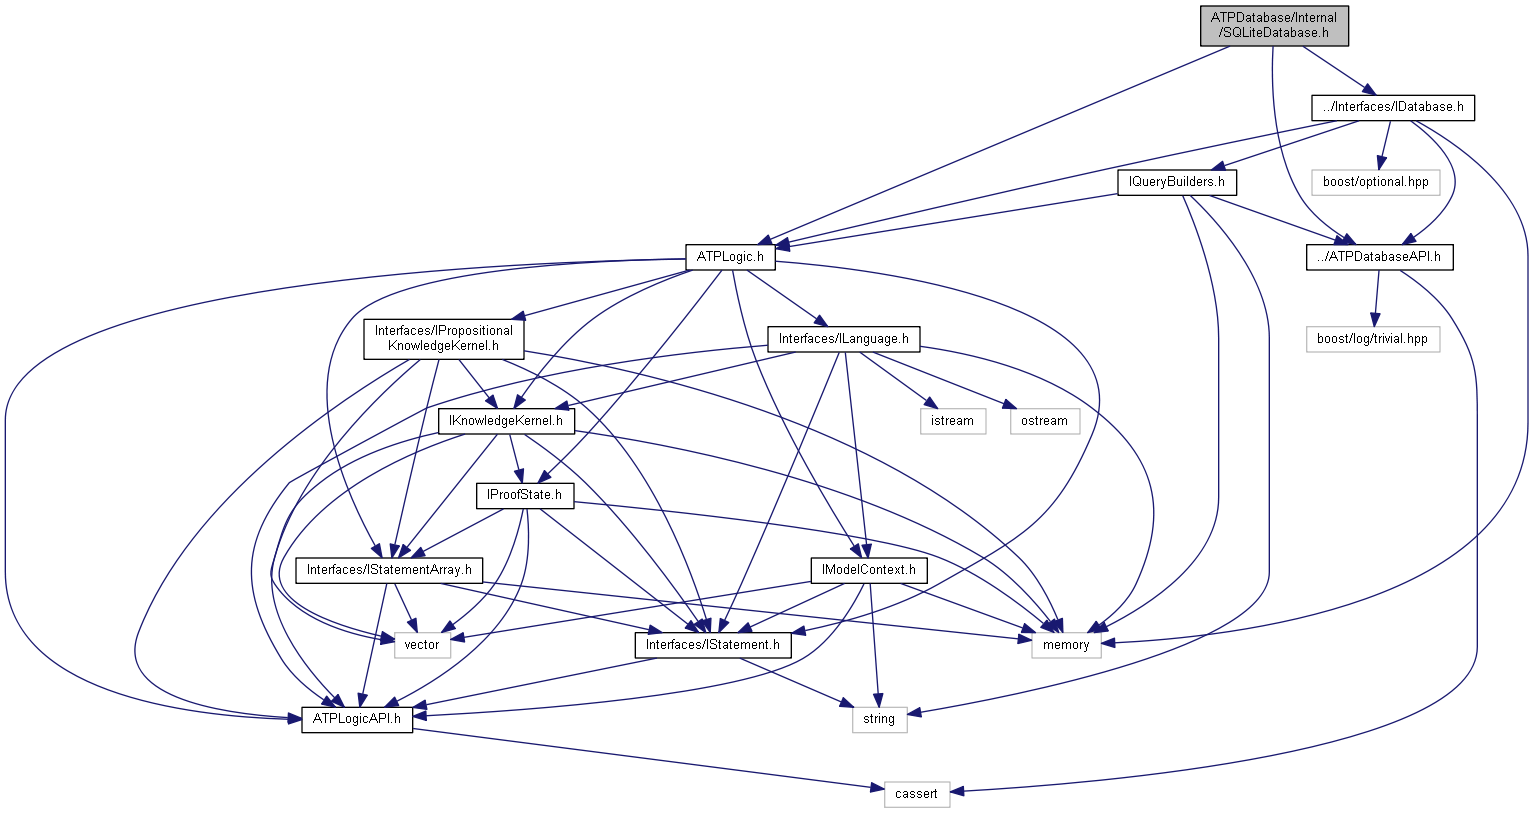 ATPDatabase/Internal
/SQLiteDatabase.h
../Interfaces/IDatabase.h
IQueryBuilders.h
boost/optional.hpp
ATPLogic.h
../ATPDatabaseAPI.h
Interfaces/IPropositional
KnowledgeKernel.h
Interfaces/ILanguage.h
boost/log/trivial.hpp
IKnowledgeKernel.h
istream
ostream
IProofState.h
Interfaces/IStatementArray.h
IModelContext.h
vector
Interfaces/IStatement.h
memory
ATPLogicAPI.h
string
cassert